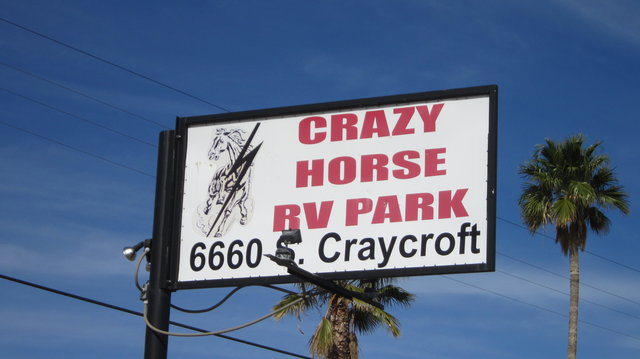 CRAZY
HORSE
RV PARK
6660 S. Craycroft